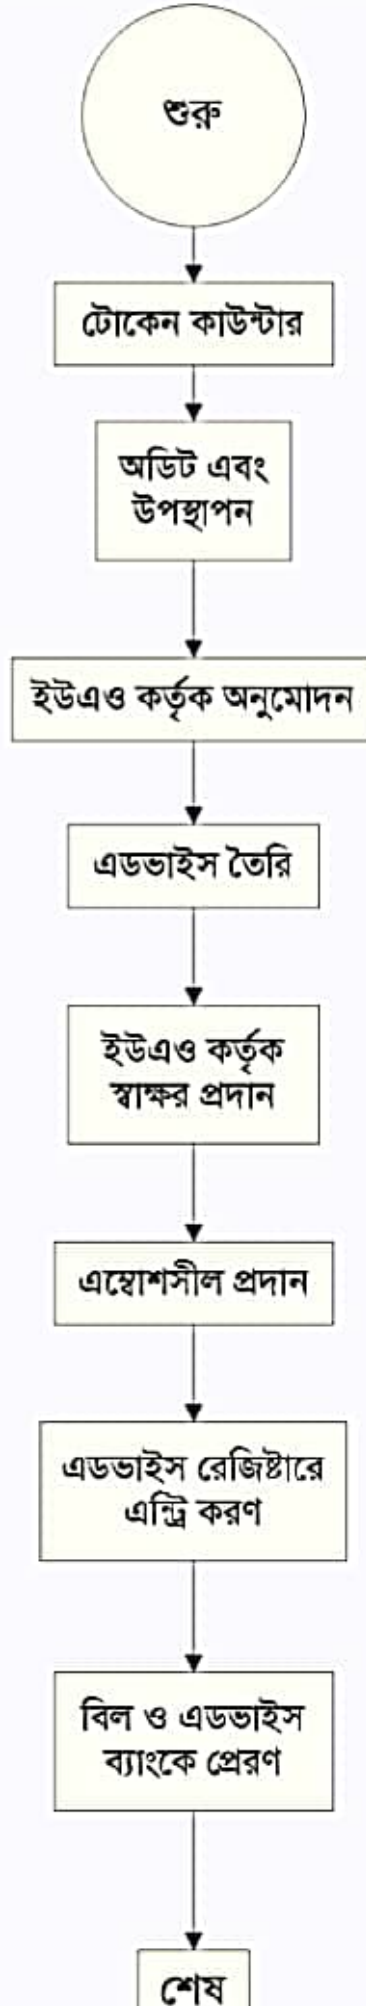 শুরু
টোকেন কাউন্টার
অডিট এবং
উপস্থাপন
ইউএও কর্তৃক অনুমোদন
এডভাইস তৈরি
ইউএও কর্তৃক
স্বাক্ষর প্রদান
এম্বোশসীল প্রদান
এডভাইস রেজিষ্টারে
এন্ট্রি করণ
বিল ও এডভাইস
ব্যাংকে প্রেরণ
শেষ